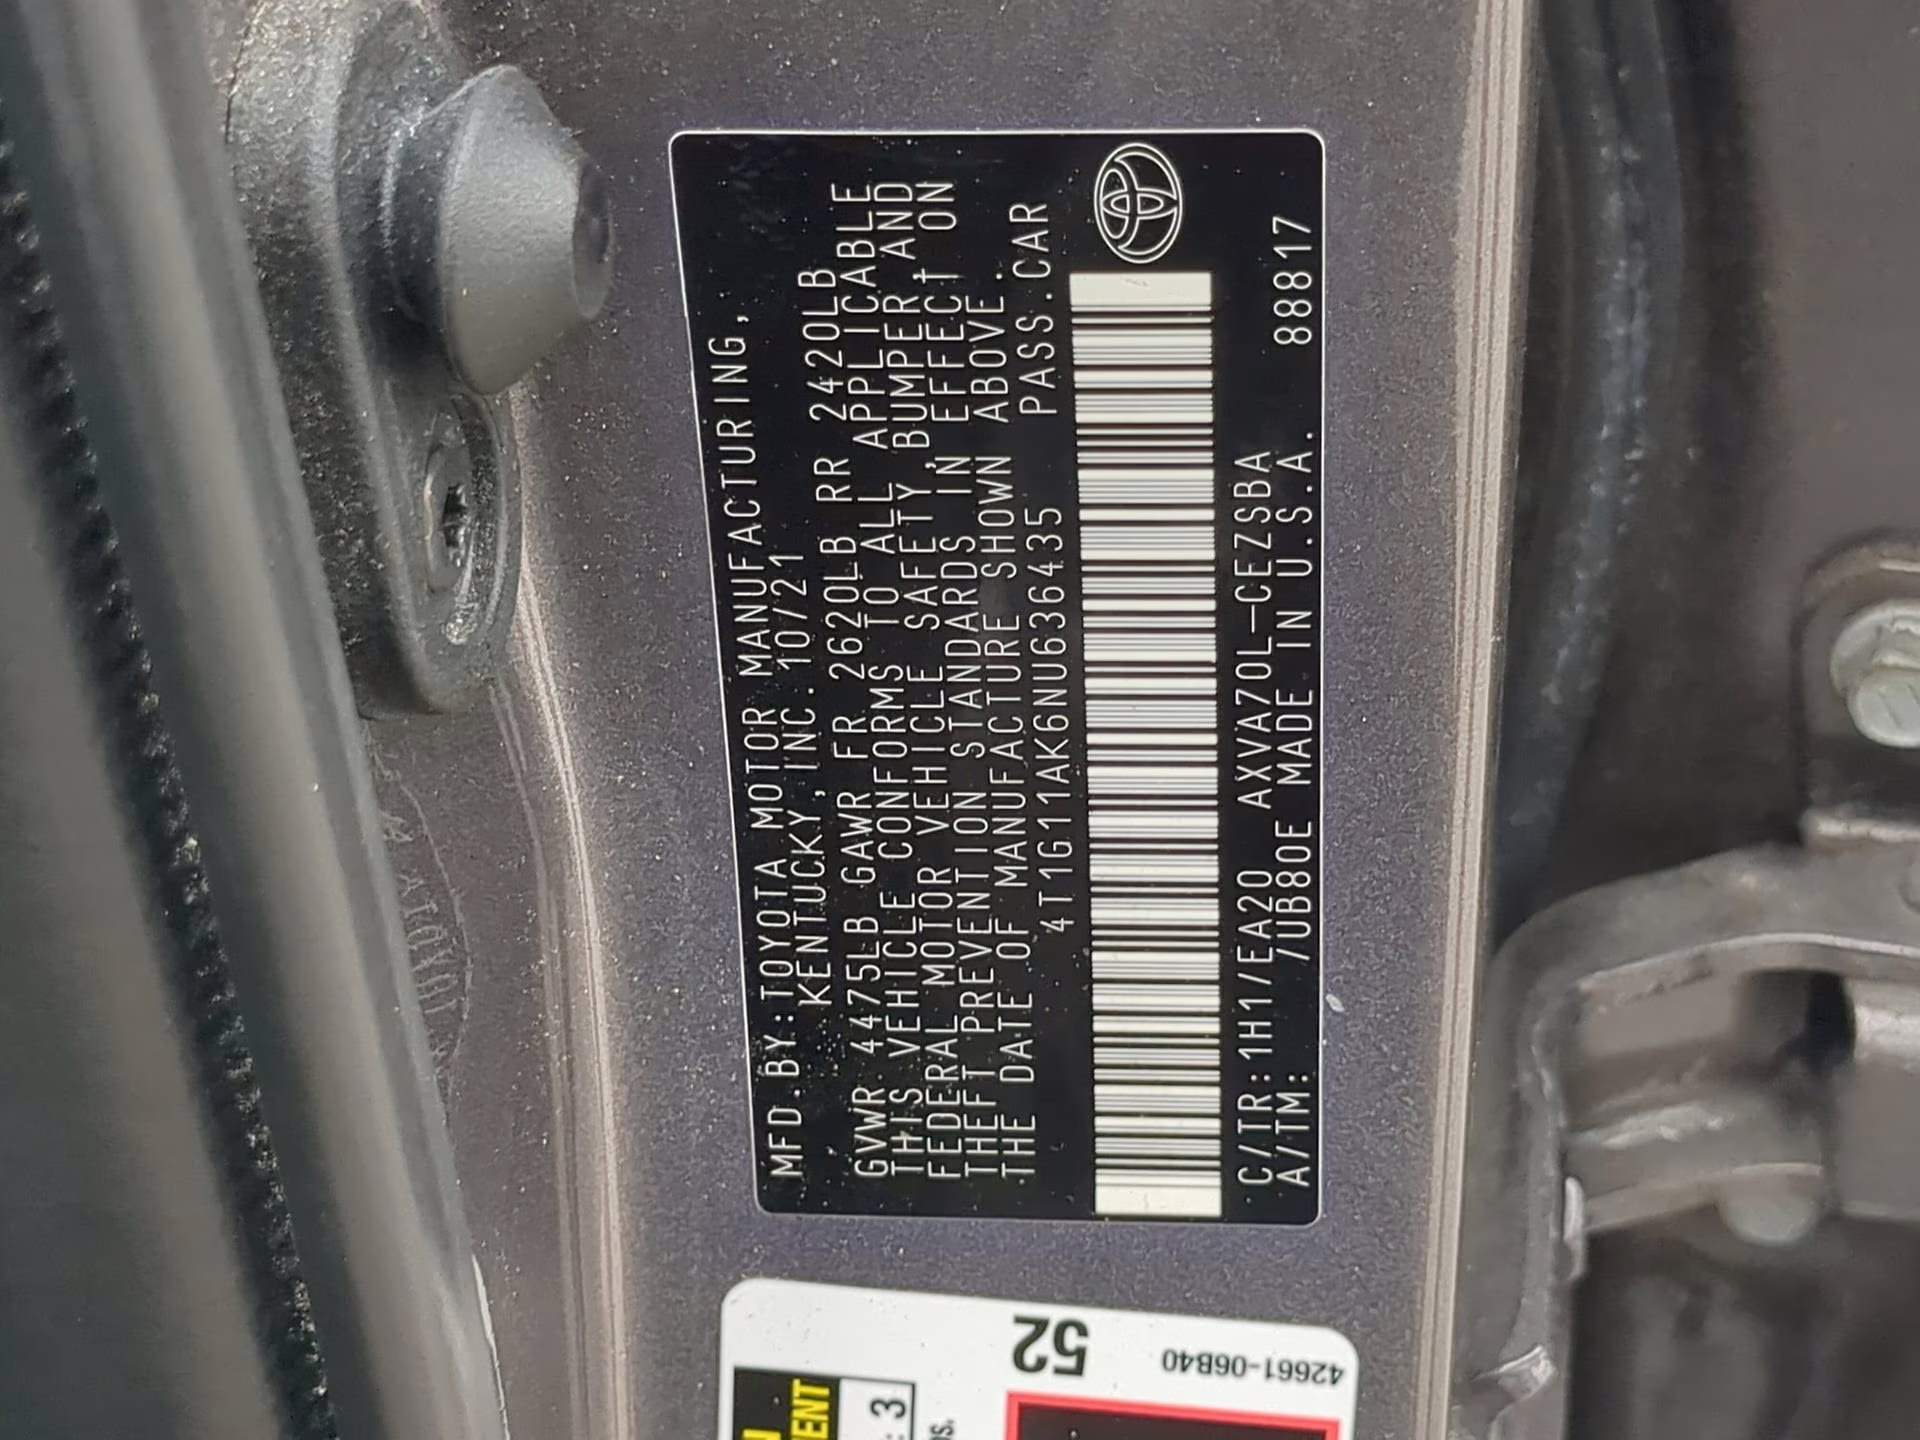 MFD.BY:TOYOTA MOTOR MANUFACTURING,
KENTUCKY,INC. 10/21
GVWR 4475LB GAWR FR 2620LB RR 2420LB
THIS VEHICLE CONFORMS TO ALL APPLICABLE
FEDERAL MOTOR VEHICLE SAFETY,BUMPER,AND
THEFT PREVENTION STANDARDS IN EFFECT ON
THE DATE OF MANUFACTURE SHOWN ABOVE.
4T1G11AK6NU636435 PASS.CAR
C/TR:1H1/EA20 AXVA70L-CEZSBA
A/TM: /UB80E MADE IN U.S.A. 88817
52
42661-06B40
: 3